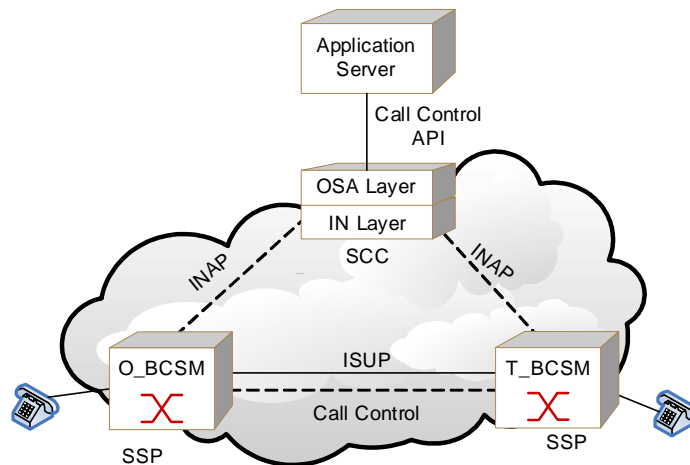 Application
Server
Call Control
API
OSA Layer
IN Layer
SCC
INAP
INAP
O_BCSM
ISUP
T_BCSM
Call Control
SSP
SSP